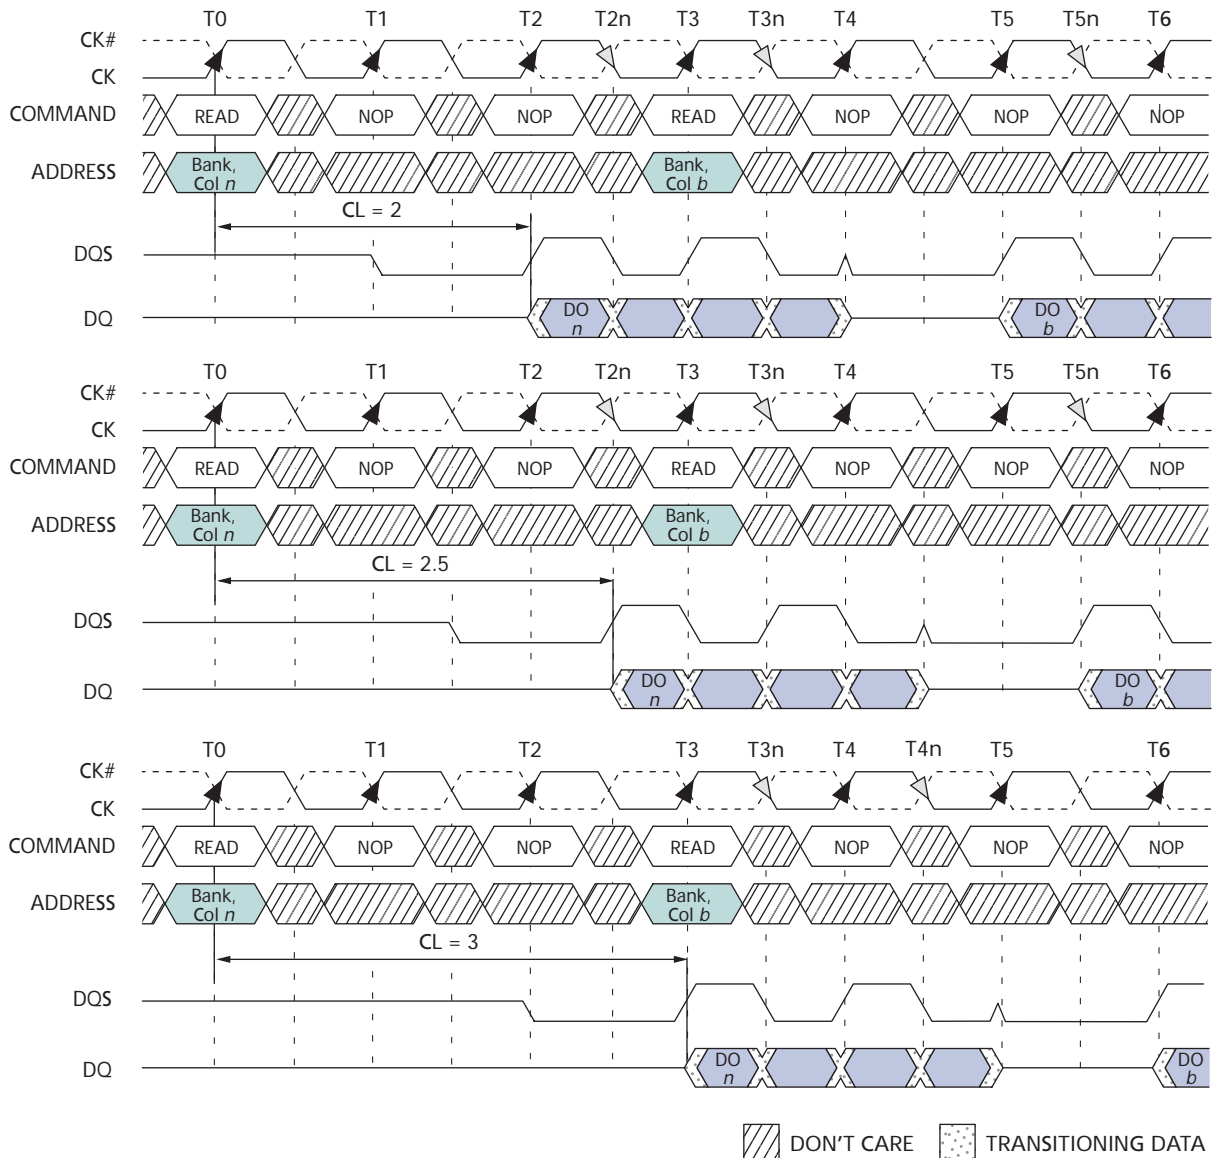 T0 T1 T2 T2n T3 T3n T4 T5 T5n T6
CK#
CK
COMMAND READ NOP NOP READ NOP NOP NOP
ADDRESS Bank, Col n Bank, Col b
CL = 2
DQS
DQ DO n DO b
T0 T1 T2 T2n T3 T3n T4 T5 T5n T6
CK#
CK
COMMAND READ NOP NOP READ NOP NOP NOP
ADDRESS Bank, Col n Bank, Col b
CL = 2.5
DQS
DQ DO n DO b
T0 T1 T2 T3 T3n T4 T4n T5 T6
CK#
CK
COMMAND READ NOP NOP READ NOP NOP NOP
ADDRESS Bank, Col n Bank, Col b
CL = 3
DQS
DQ DO n DO b
DON'T CARE TRANSITIONING DATA